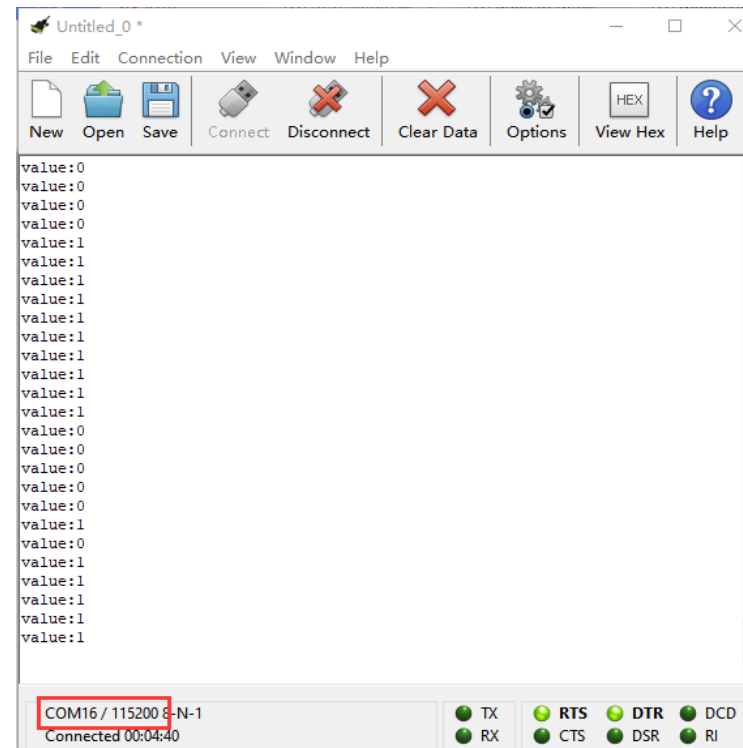 Untitled_0 *
File Edit Connection View Window Help
New Open Save Connect Disconnect Clear Data Options HEX View Hex ? Help
value:0
value:0
value:0
value:0
value:1
value:1
value:1
value:1
value:1
value:1
value:1
value:1
value:1
value:1
value:0
value:0
value:0
value:0
value:0
value:1
value:0
value:1
value:1
value:1
value:1
value:1
COM16 / 115200 8-N-1 TX RTS DTR DCD
Connected 00:04:40 RX CTS DSR RI